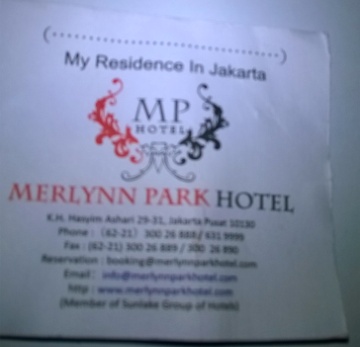 (....................................)
My Residence In Jakarta
MP
HOTEL
MERLYNN PARK HOTEL
K.H. Hasyim Ashari 29-31, Jakarta Pusat 10130
Phone : (62-21) 300 26 888/ 631 9999
Fax : (62-21) 300 26 889 / 300 26 890
Reservation : booking@merlynnparkhotel.com
Email : info@merlynnparkhotel.com
http : www.merlynnparkhotel.com
(Member of Sunlake Group of Hotels)